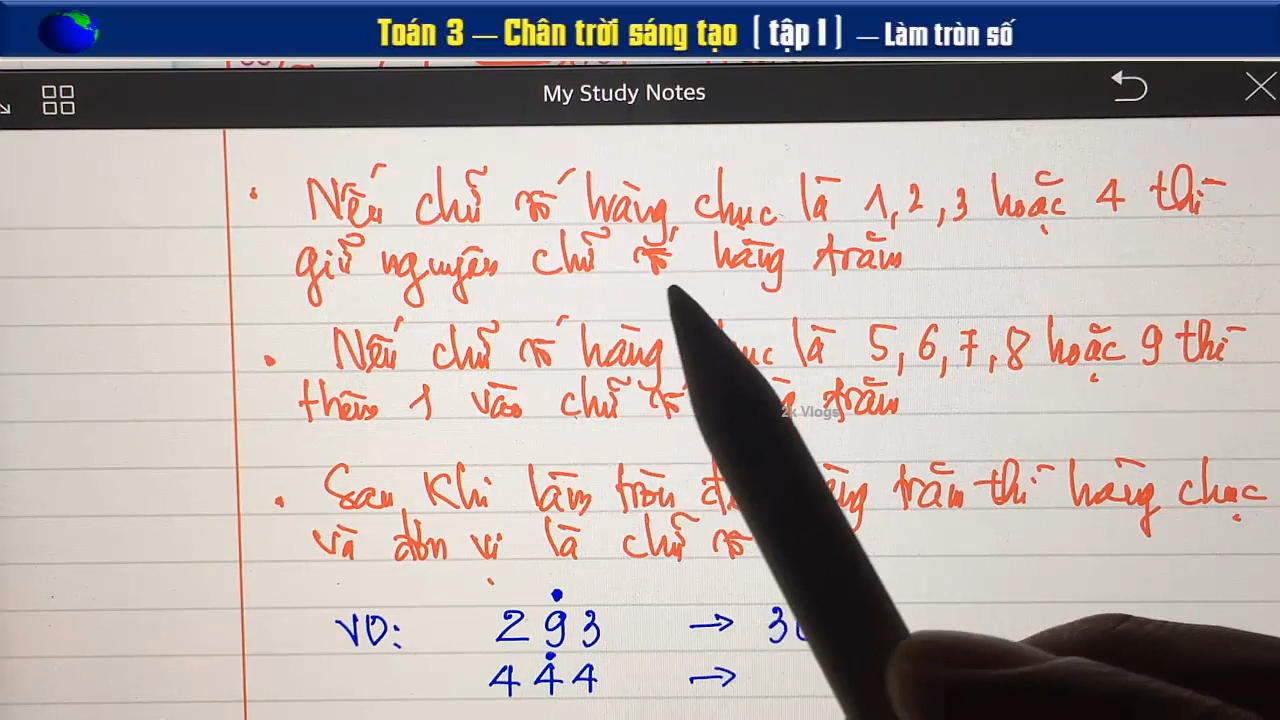 Toán 3 — Chân trời sáng tạo ( tập 1 ) — Làm tròn số
My Study Notes
• Nếu chữ số hàng chục là 1, 2, 3 hoặc 4 thì
giữ nguyên chữ số hàng trăm
• Nếu chữ số hàng là 5, 6, 7, 8 hoặc 9 thì
thêm 1 vào chữ số trăm
2k Vlogs
• Sau khi làm tròn trăm thì hàng chục
và đơn vị là chữ số
VD: 293 → 30
444 →